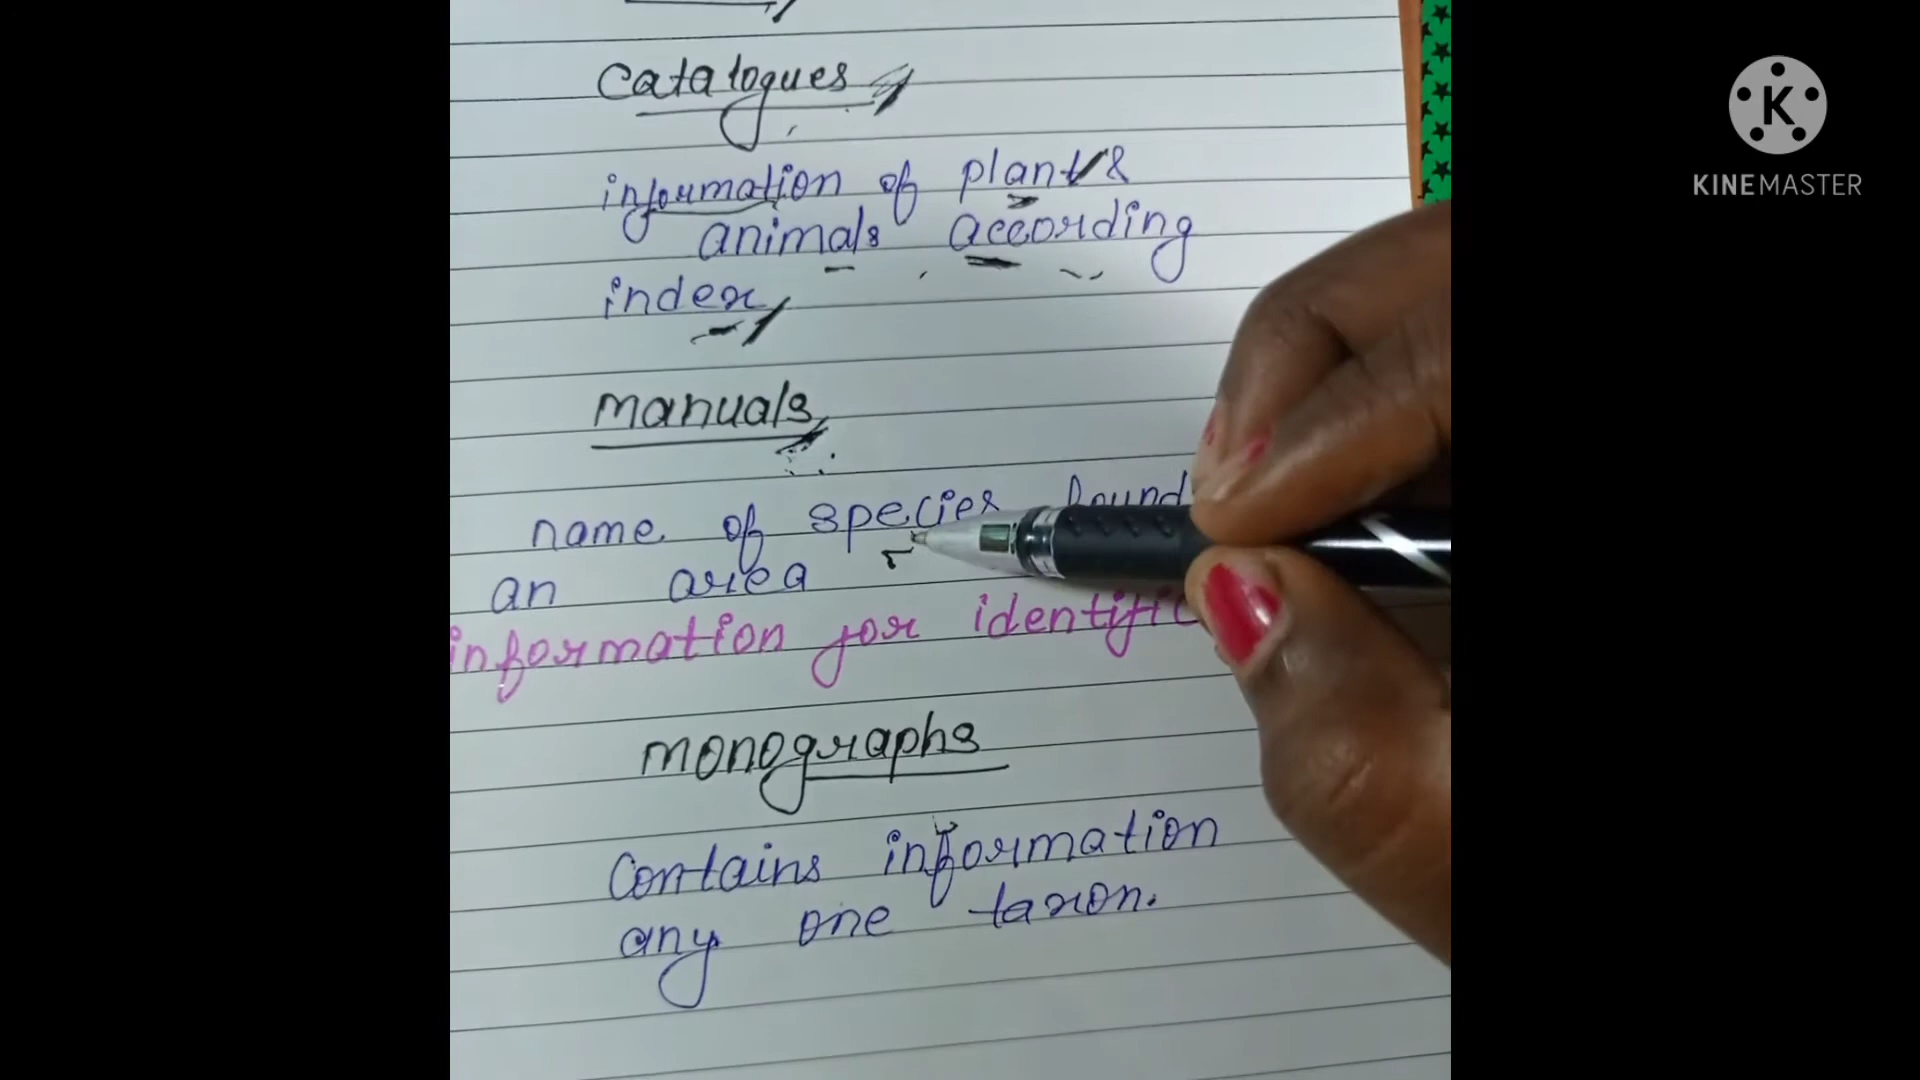 Catalogues
information of plants &
animals according
index
Manuals
name of species found
an area
information for identific
Monographs
Contains information
any one taxon.
K
KINEMASTER